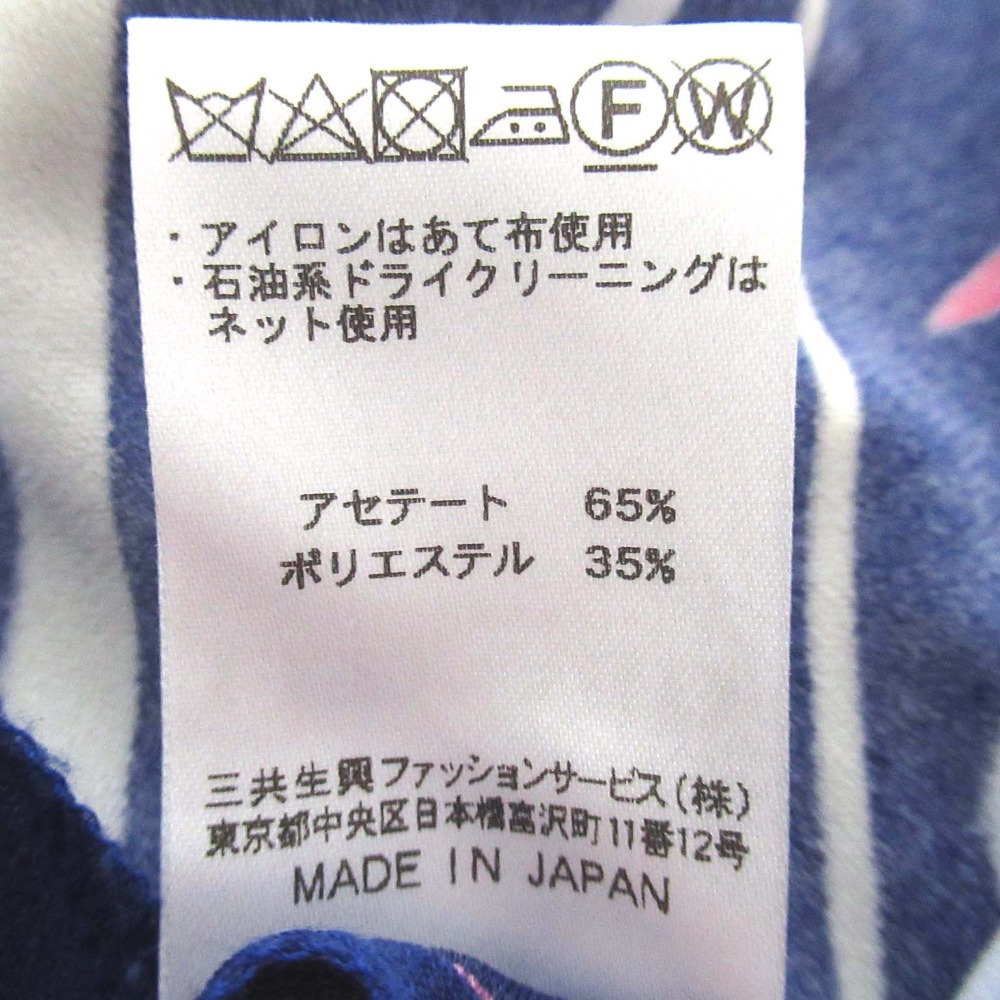 F W
・アイロンはあて布使用
・石油系ドライクリーニングは
ネット使用
アセテート 65%
ポリエステル 35%
三共生興ファッションサービス(株)
東京都中央区日本橋富沢町11番12号
MADE IN JAPAN